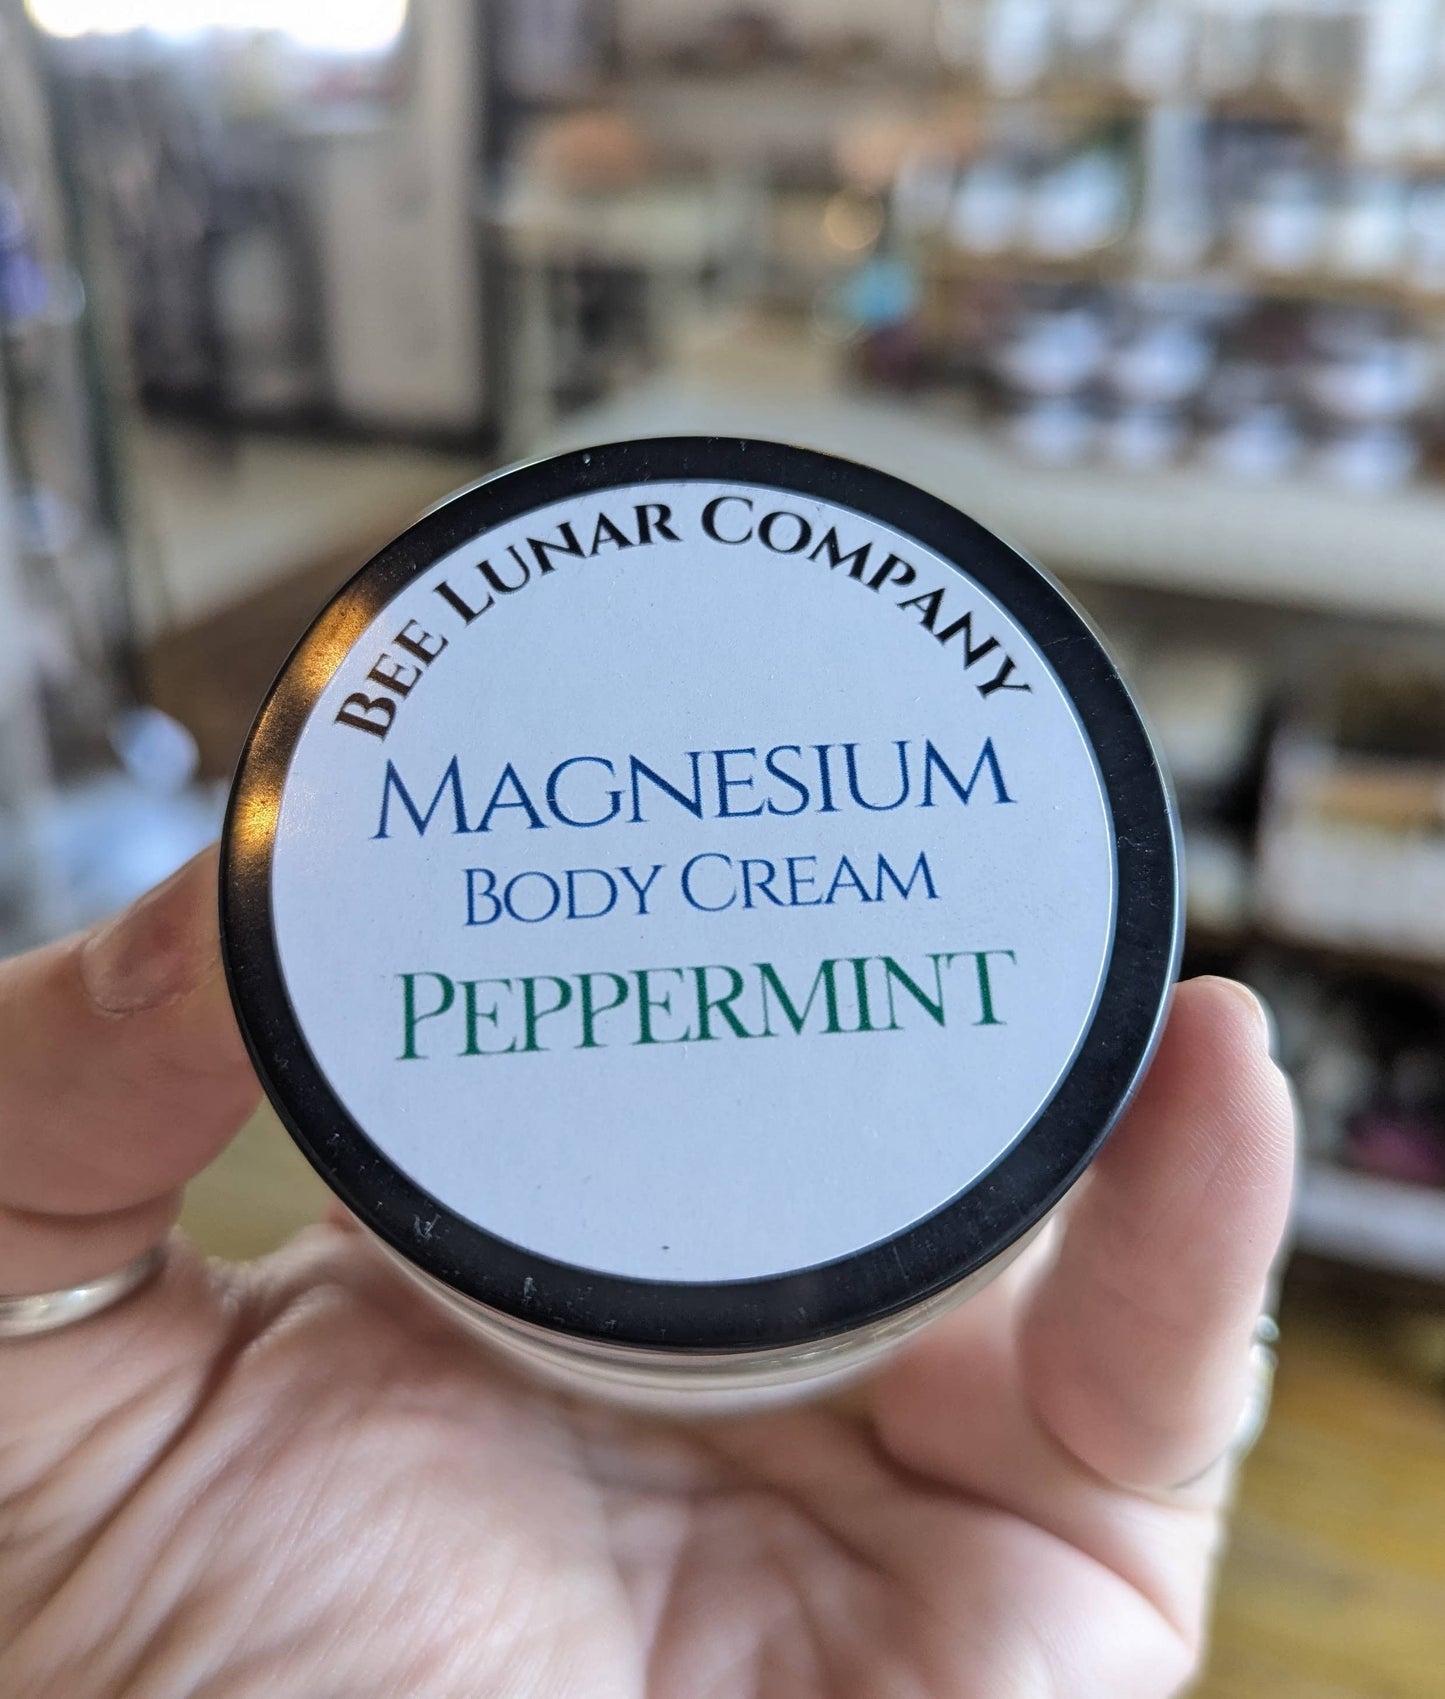 Bee Lunar Company
Magnesium
Body Cream
Peppermint